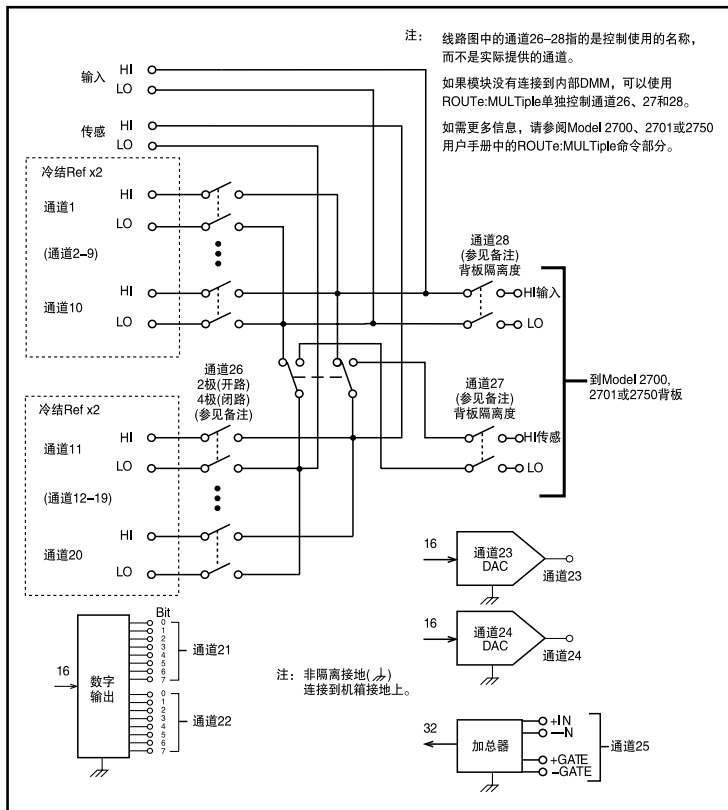 注： 线路图中的通道26–28指的是控制使用的名称，
而不是实际提供的通道。
如果模块没有连接到内部DMM，可以使用
ROUTe:MULTiple单独控制通道26、27和28。
如需更多信息，请参阅Model 2700、2701或2750
用户手册中的ROUTe:MULTiple命令部分。
输入
HI
LO
传感
HI
LO
冷结Ref x2
通道1
HI
LO
(通道2–9)
通道10
HI
LO
通道28
(参见备注)
背板隔离度
HI输入
LO
通道26
2极(开路)
4极(闭路)
(参见备注)
通道27
(参见备注)
背板隔离度
HI传感
LO
到Model 2700,
2701或2750背板
冷结Ref x2
通道11
HI
LO
(通道12–19)
通道20
HI
LO
16
通道23
DAC
通道23
16
通道24
DAC
通道24
Bit
16
数字
输出
0
1
2
3
4
5
6
7
通道21
0
1
2
3
4
5
6
7
通道22
注： 非隔离接地( )
连接到机箱接地上。
32
加总器
+IN
—IN
+GATE
–GATE
通道25